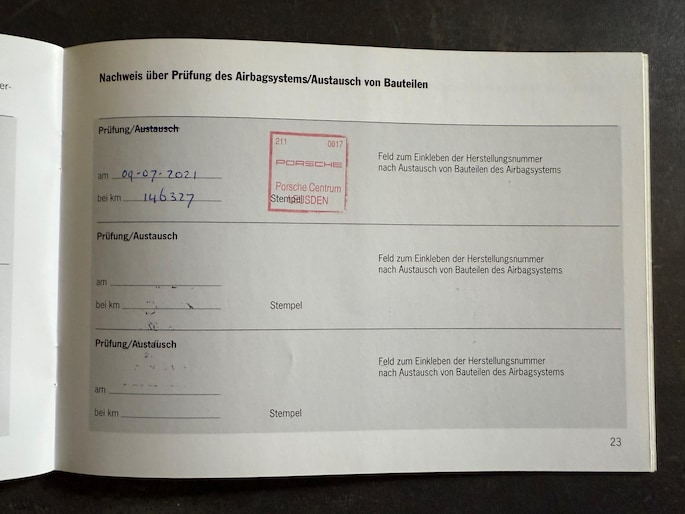 er-
Nachweis über Prüfung des Airbagsystems/Austausch von Bauteilen
Prüfung/Austausch
am 09-07-2021
bei km 146327
211 0017
PORSCHE
Porsche Centrum
LEUSDEN
Stempel
Feld zum Einkleben der Herstellungsnummer
nach Austausch von Bauteilen des Airbagsystems
Prüfung/Austausch
am
bei km
Stempel
Feld zum Einkleben der Herstellungsnummer
nach Austausch von Bauteilen des Airbagsystems
Prüfung/Austausch
am
bei km
Stempel
Feld zum Einkleben der Herstellungsnummer
nach Austausch von Bauteilen des Airbagsystems
23